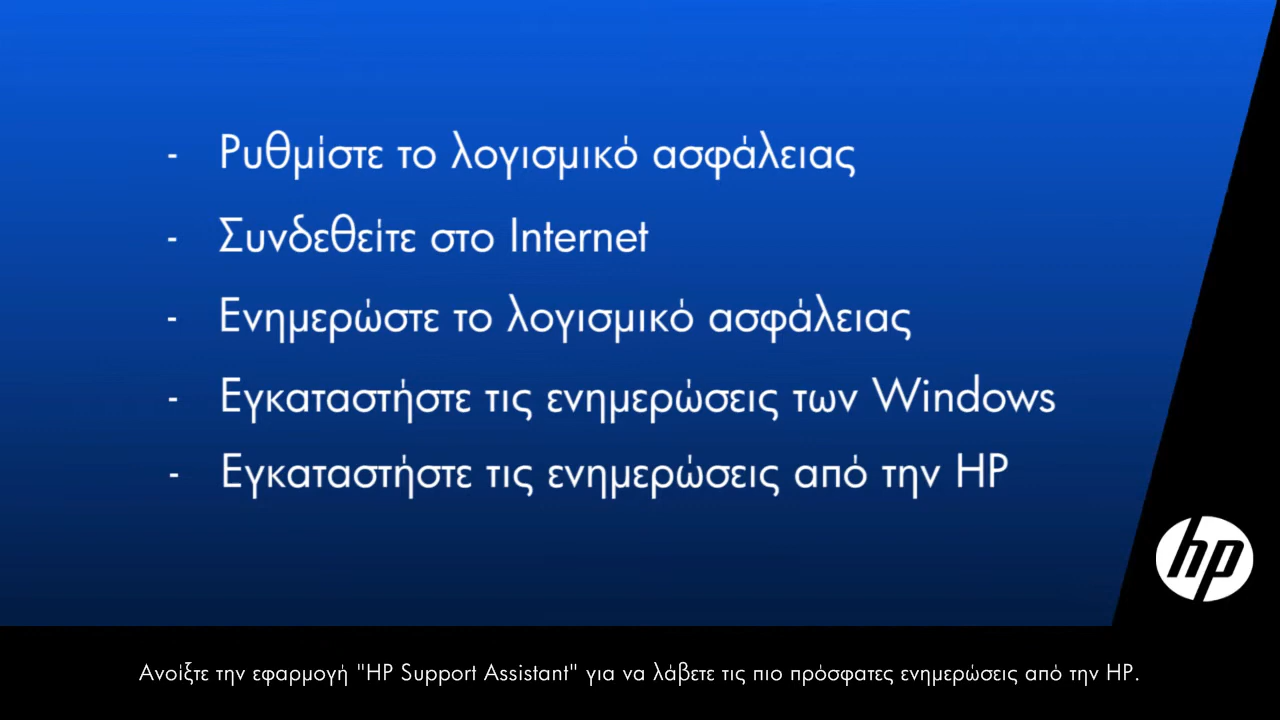 - Ρυθμίστε το λογισμικό ασφάλειας
- Συνδεθείτε στο Internet
- Ενημερώστε το λογισμικό ασφάλειας
- Εγκαταστήστε τις ενημερώσεις των Windows
- Εγκαταστήστε τις ενημερώσεις από την HP
hp
Ανοίξτε την εφαρμογή "HP Support Assistant" για να λάβετε τις πιο πρόσφατες ενημερώσεις από την HP.